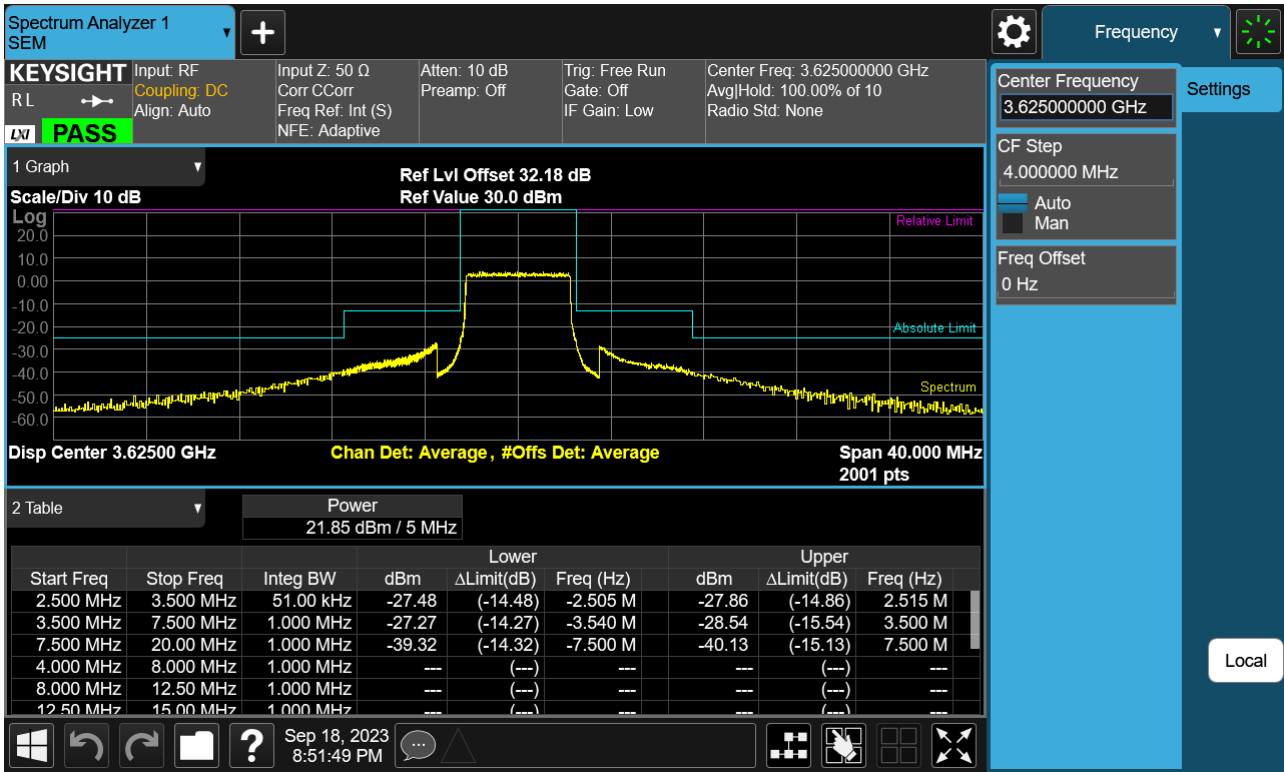 Spectrum Analyzer 1
SEM
+
Frequency
KEYSIGHT
R L
LXI
PASS
Input: RF
Coupling: DC
Align: Auto
Input Z: 50 Ω
Corr CCorr
Freq Ref: Int (S)
NFE: Adaptive
Atten: 10 dB
Preamp: Off
Trig: Free Run
Gate: Off
IF Gain: Low
Center Freq: 3.625000000 GHz
Avg|Hold: 100.00% of 10
Radio Std: None
Center Frequency
3.625000000 GHz
Settings
CF Step
4.000000 MHz
Auto
Man
Freq Offset
0 Hz
1 Graph
Ref Lvl Offset 32.18 dB
Scale/Div 10 dB
Ref Value 30.0 dBm
Log
Relative Limit
20.0
10.0
0.00
-10.0
-20.0
Absolute Limit
-30.0
-40.0
Spectrum
-50.0
-60.0
Disp Center 3.62500 GHz
Chan Det: Average , #Offs Det: Average
Span 40.000 MHz
2001 pts
2 Table
Power
21.85 dBm / 5 MHz
Lower Upper
Start Freq Stop Freq Integ BW dBm ΔLimit(dB) Freq (Hz) dBm ΔLimit(dB) Freq (Hz)
2.500 MHz 3.500 MHz 51.00 kHz -27.48 (-14.48) -2.505 M -27.86 (-14.86) 2.515 M
3.500 MHz 7.500 MHz 1.000 MHz -27.27 (-14.27) -3.540 M -28.54 (-15.54) 3.500 M
7.500 MHz 20.00 MHz 1.000 MHz -39.32 (-14.32) -7.500 M -40.13 (-15.13) 7.500 M
4.000 MHz 8.000 MHz 1.000 MHz --- (---) --- --- (---) ---
8.000 MHz 12.50 MHz 1.000 MHz --- (---) --- --- (---) ---
12.50 MHz 15.00 MHz 1.000 MHz --- (---) --- --- (---) ---
Local
?
Sep 18, 2023
8:51:49 PM